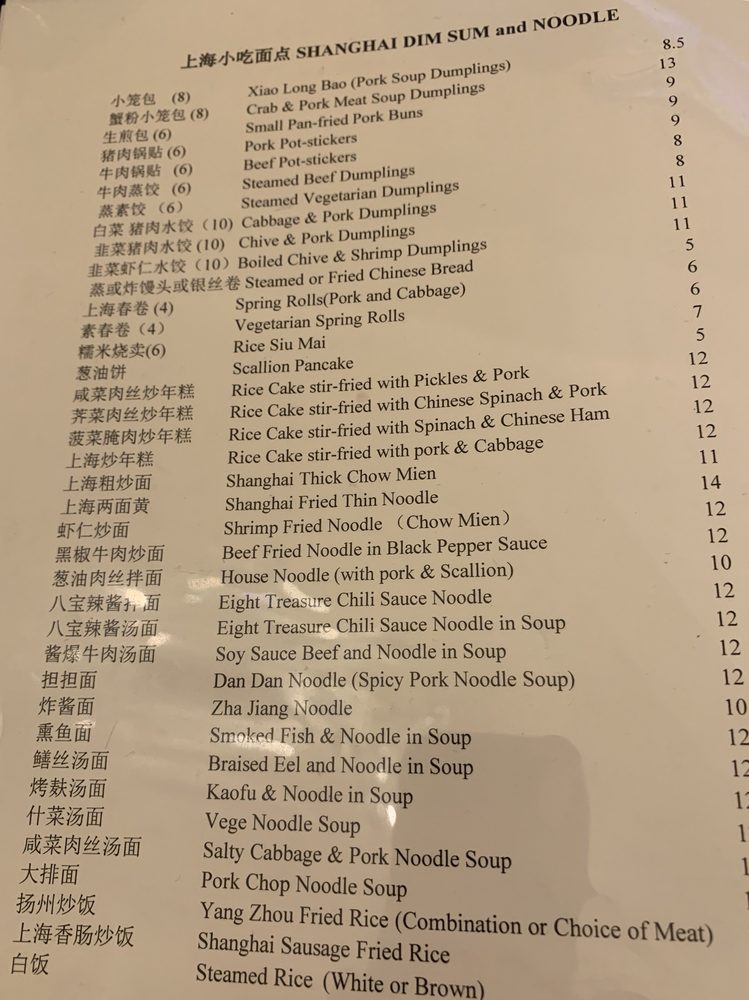 上海小吃面点 SHANGHAI DIM SUM and NOODLE
小笼包 (8) Xiao Long Bao (Pork Soup Dumplings) 8.5
蟹粉小笼包 (8) Crab & Pork Meat Soup Dumplings 13
生煎包 (6) Small Pan-fried Pork Buns 9
猪肉锅贴 (6) Pork Pot-stickers 9
牛肉锅贴 (6) Beef Pot-stickers 9
牛肉蒸饺 (6) Steamed Beef Dumplings 8
蒸素饺 (6) Steamed Vegetarian Dumplings 8
白菜 猪肉水饺（10）Cabbage & Pork Dumplings 11
韭菜猪肉水饺 (10) Chive & Pork Dumplings 11
韭菜虾仁水饺（10）Boiled Chive & Shrimp Dumplings 11
蒸或炸馒头或银丝卷 Steamed or Fried Chinese Bread 5
上海春卷 (4) Spring Rolls(Pork and Cabbage) 6
素春卷（4） Vegetarian Spring Rolls 6
糯米烧卖(6) Rice Siu Mai 7
葱油饼 Scallion Pancake 5
咸菜肉丝炒年糕 Rice Cake stir-fried with Pickles & Pork 12
荠菜肉丝炒年糕 Rice Cake stir-fried with Chinese Spinach & Pork 12
菠菜腌肉炒年糕 Rice Cake stir-fried with Spinach & Chinese Ham 12
上海炒年糕 Rice Cake stir-fried with pork & Cabbage 12
上海粗炒面 Shanghai Thick Chow Mien 11
上海两面黄 Shanghai Fried Thin Noodle 14
虾仁炒面 Shrimp Fried Noodle （Chow Mien） 12
黑椒牛肉炒面 Beef Fried Noodle in Black Pepper Sauce 12
葱油肉丝拌面 House Noodle (with pork & Scallion) 10
八宝辣酱拌面 Eight Treasure Chili Sauce Noodle 12
八宝辣酱汤面 Eight Treasure Chili Sauce Noodle in Soup 12
酱爆牛肉汤面 Soy Sauce Beef and Noodle in Soup 12
担担面 Dan Dan Noodle (Spicy Pork Noodle Soup) 12
炸酱面 Zha Jiang Noodle 10
熏鱼面 Smoked Fish & Noodle in Soup 12
鳝丝汤面 Braised Eel and Noodle in Soup 12
烤麸汤面 Kaofu & Noodle in Soup
什菜汤面 Vege Noodle Soup
咸菜肉丝汤面 Salty Cabbage & Pork Noodle Soup
大排面 Pork Chop Noodle Soup
扬州炒饭 Yang Zhou Fried Rice (Combination or Choice of Meat)
上海香肠炒饭 Shanghai Sausage Fried Rice
白饭 Steamed Rice (White or Brown)